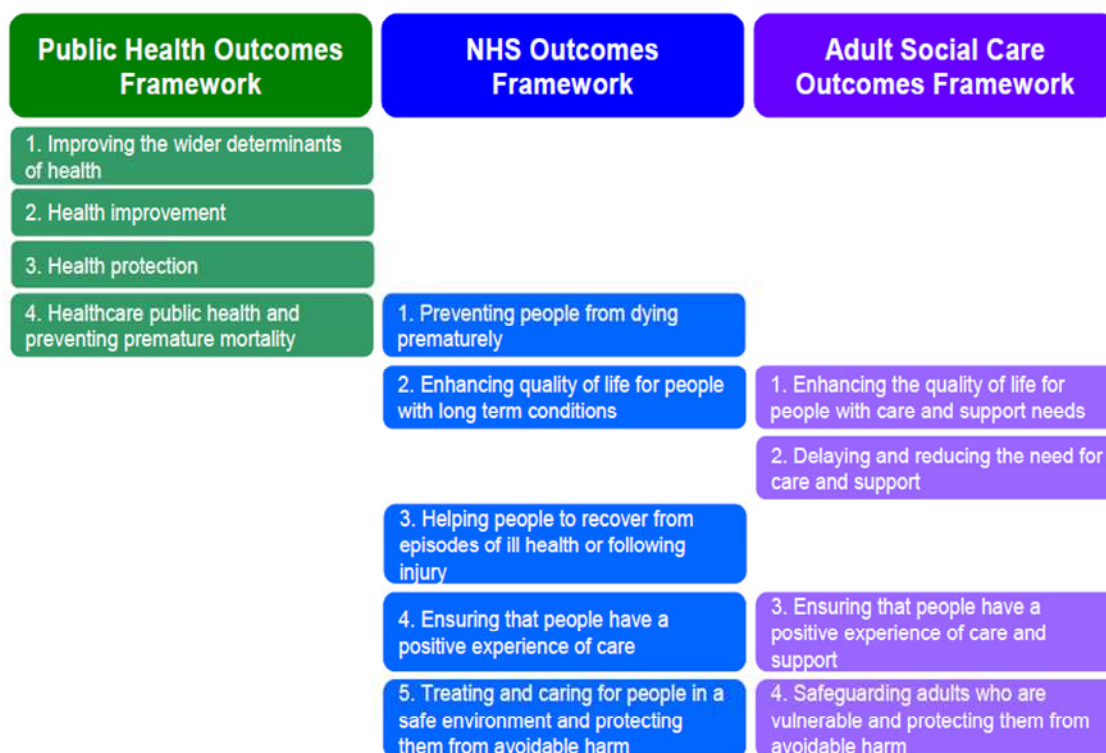 Public Health Outcomes
Framework
NHS Outcomes
Framework
Adult Social Care
Outcomes Framework
1. Improving the wider determinants
of health
2. Health improvement
3. Health protection
4. Healthcare public health and
preventing premature mortality
1. Preventing people from dying
prematurely
2. Enhancing quality of life for people
with long term conditions
1. Enhancing the quality of life for
people with care and support needs
2. Delaying and reducing the need for
care and support
3. Helping people to recover from
episodes of ill health or following
injury
4. Ensuring that people have a
positive experience of care
3. Ensuring that people have a
positive experience of care and
support
5. Treating and caring for people in a
safe environment and protecting
them from avoidable harm
4. Safeguarding adults who are
vulnerable and protecting them from
avoidable harm